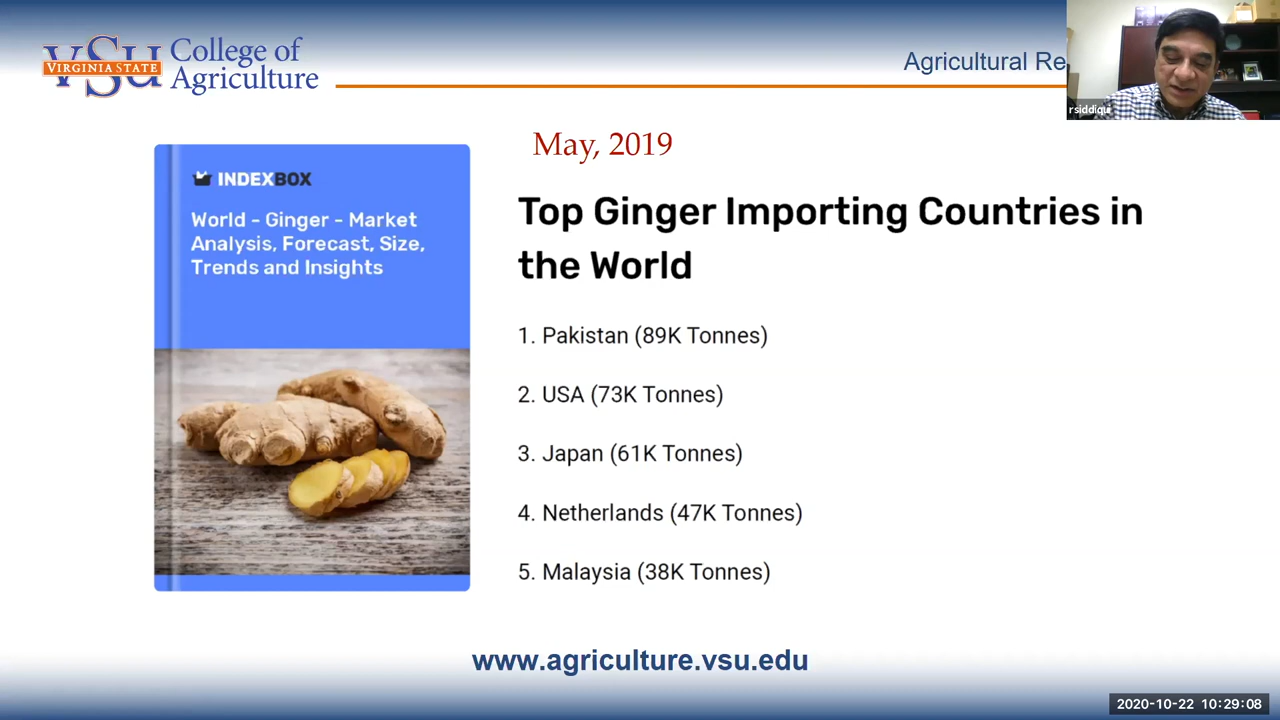 VSU
VIRGINIA STATE
College of
Agriculture
Agricultural Re
rsiddiqui
May, 2019
INDEXBOX
World - Ginger - Market
Analysis, Forecast, Size,
Trends and Insights
Top Ginger Importing Countries in
the World
1. Pakistan (89K Tonnes)
2. USA (73K Tonnes)
3. Japan (61K Tonnes)
4. Netherlands (47K Tonnes)
5. Malaysia (38K Tonnes)
www.agriculture.vsu.edu
2020-10-22 10:29:08